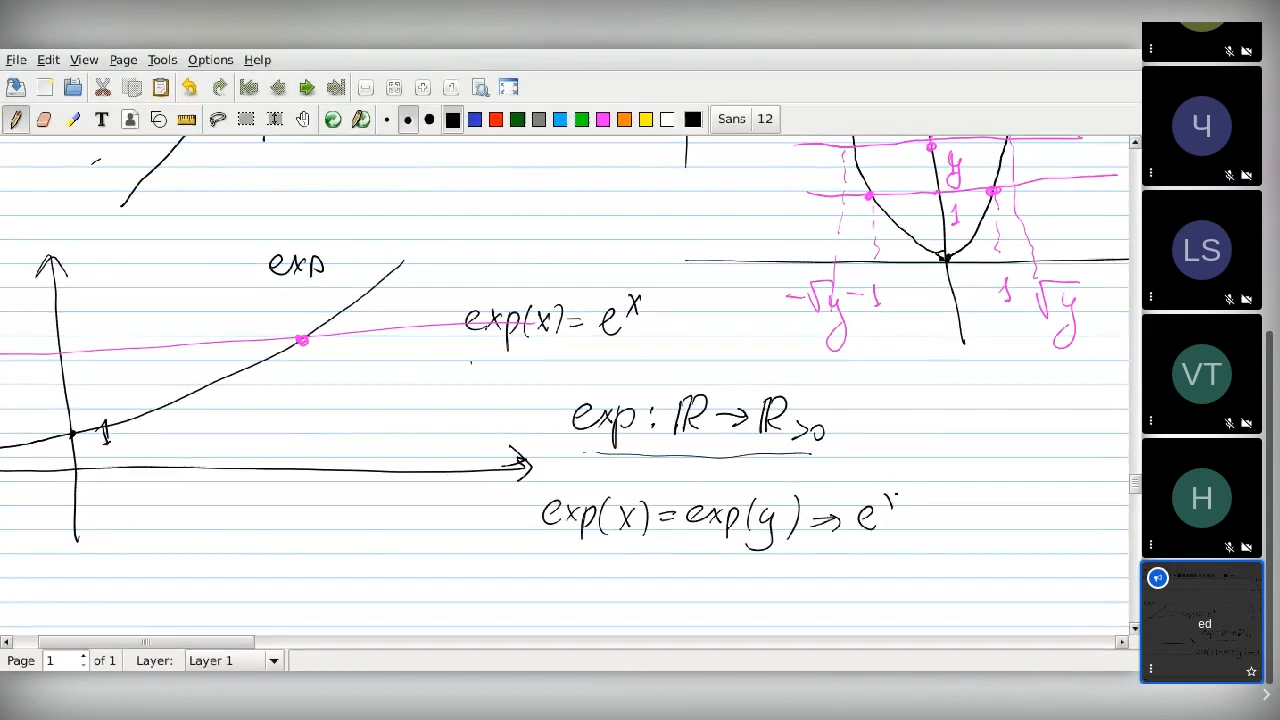 File Edit View Page Tools Options Help
Sans 12
y
1
exp
-√y -1 1 √y
exp(x) = e^x
1
exp: ℝ → ℝ>0
exp(x) = exp(y) ⇒ e
Page 1 of 1 Layer: Layer 1
Ч
LS
VT
H
ed